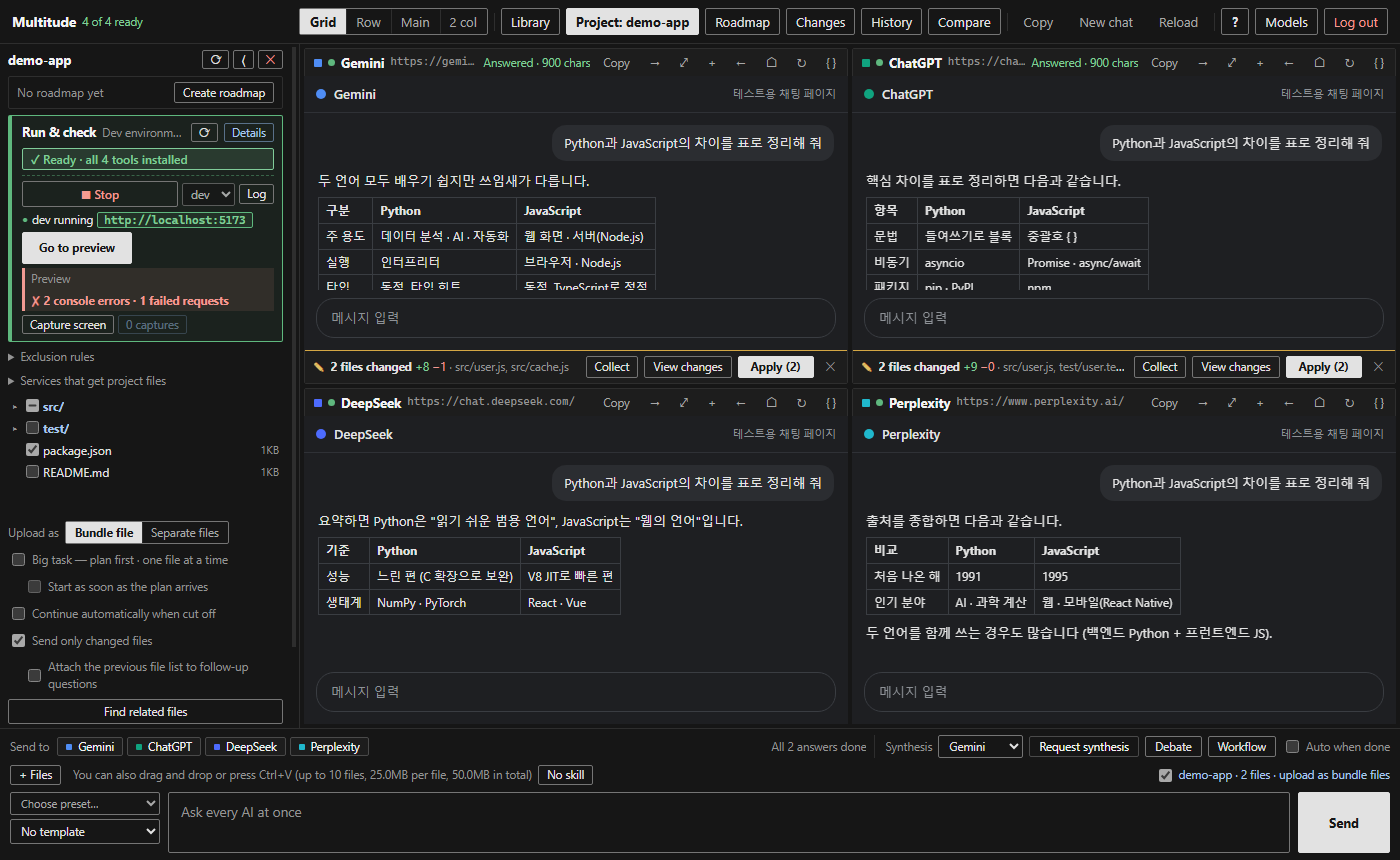 Multitude 4 of 4 ready Grid Row Main 2 col Library Project: demo-app Roadmap Changes History Compare Copy New chat Reload ? Models Log out
demo-app
No roadmap yet Create roadmap
Run & check Dev environm... Details
✓ Ready · all 4 tools installed
Stop dev Log
dev running http://localhost:5173
Go to preview
Preview
✗ 2 console errors · 1 failed requests
Capture screen 0 captures
Exclusion rules
Services that get project files
src/
test/
package.json 1KB
README.md 1KB
Upload as Bundle file Separate files
Big task — plan first · one file at a time
Start as soon as the plan arrives
Continue automatically when cut off
Send only changed files
Attach the previous file list to follow-up
questions
Find related files
Gemini https://gemi... Answered · 900 chars Copy → ⤢ + ← ↻ { }
Gemini 테스트용 채팅 페이지
Python과 JavaScript의 차이를 표로 정리해 줘
두 언어 모두 배우기 쉽지만 쓰임새가 다릅니다.
구분 Python JavaScript
주 용도 데이터 분석 · AI · 자동화 웹 화면 · 서버(Node.js)
실행 인터프리터 브라우저 · Node.js
타입 동적, 타입 힌트 동적, TypeScript로 정적
메시지 입력
2 files changed +8 −1 · src/user.js, src/cache.js Collect View changes Apply (2) ×
ChatGPT https://cha... Answered · 900 chars Copy → ⤢ + ← ↻ { }
ChatGPT 테스트용 채팅 페이지
Python과 JavaScript의 차이를 표로 정리해 줘
핵심 차이를 표로 정리하면 다음과 같습니다.
항목 Python JavaScript
문법 들여쓰기로 블록 중괄호 { }
비동기 asyncio Promise · async/await
패키지 pip · PyPI npm
메시지 입력
2 files changed +9 −0 · src/user.js, test/user.te... Collect View changes Apply (2) ×
DeepSeek https://chat.deepseek.com/ Copy → ⤢ + ← ↻ { }
DeepSeek 테스트용 채팅 페이지
Python과 JavaScript의 차이를 표로 정리해 줘
요약하면 Python은 "읽기 쉬운 범용 언어", JavaScript는 "웹의 언어"입니다.
기준 Python JavaScript
성능 느린 편 (C 확장으로 보완) V8 JIT로 빠른 편
생태계 NumPy · PyTorch React · Vue
메시지 입력
Perplexity https://www.perplexity.ai/ Copy → ⤢ + ← ↻ { }
Perplexity 테스트용 채팅 페이지
Python과 JavaScript의 차이를 표로 정리해 줘
출처를 종합하면 다음과 같습니다.
비교 Python JavaScript
처음 나온 해 1991 1995
인기 분야 AI · 과학 계산 웹 · 모바일(React Native)
두 언어를 함께 쓰는 경우도 많습니다 (백엔드 Python + 프런트엔드 JS).
메시지 입력
Send to Gemini ChatGPT DeepSeek Perplexity All 2 answers done Synthesis Gemini Request synthesis Debate Workflow Auto when done
+ Files You can also drag and drop or press Ctrl+V (up to 10 files, 25.0MB per file, 50.0MB in total) No skill demo-app · 2 files · upload as bundle files
Choose preset...
No template
Ask every AI at once
Send